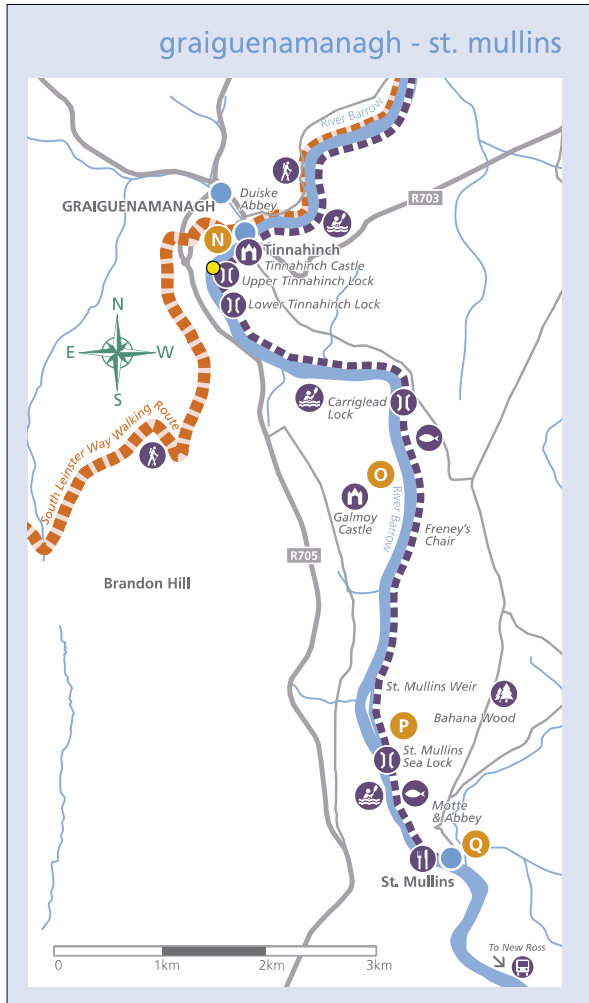 graiguenamanagh - st. mullins
River Barrow
Duiske
Abbey
GRAIGUENAMANAGH
R703
N
Tinnahinch
Tinnahinch Castle
Upper Tinnahinch Lock
Lower Tinnahinch Lock
N
E
W
S
Carriglead
Lock
South Leinster Way Walking Route
O
Galmoy
Castle
River Barrow
Freney's
Chair
R705
Brandon Hill
St. Mullins Weir
Bahana Wood
P
St. Mullins
Sea Lock
Motte
& Abbey
Q
St. Mullins
To New Ross
0
1km
2km
3km